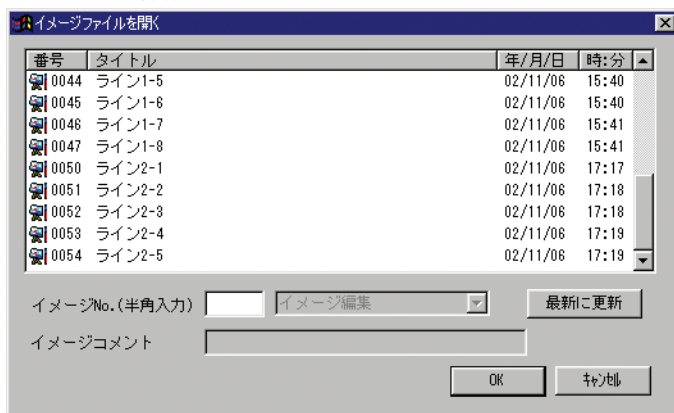 イメージファイルを開く
番号 タイトル 年/月/日 時:分
0044 ライン1-5 02/11/06 15:40
0045 ライン1-6 02/11/06 15:40
0046 ライン1-7 02/11/06 15:41
0047 ライン1-8 02/11/06 15:41
0050 ライン2-1 02/11/06 17:17
0051 ライン2-2 02/11/06 17:18
0052 ライン2-3 02/11/06 17:18
0053 ライン2-4 02/11/06 17:19
0054 ライン2-5 02/11/06 17:19
イメージNo.(半角入力) イメージ編集 最新に更新
イメージコメント
OK ｷｬﾝｾﾙ